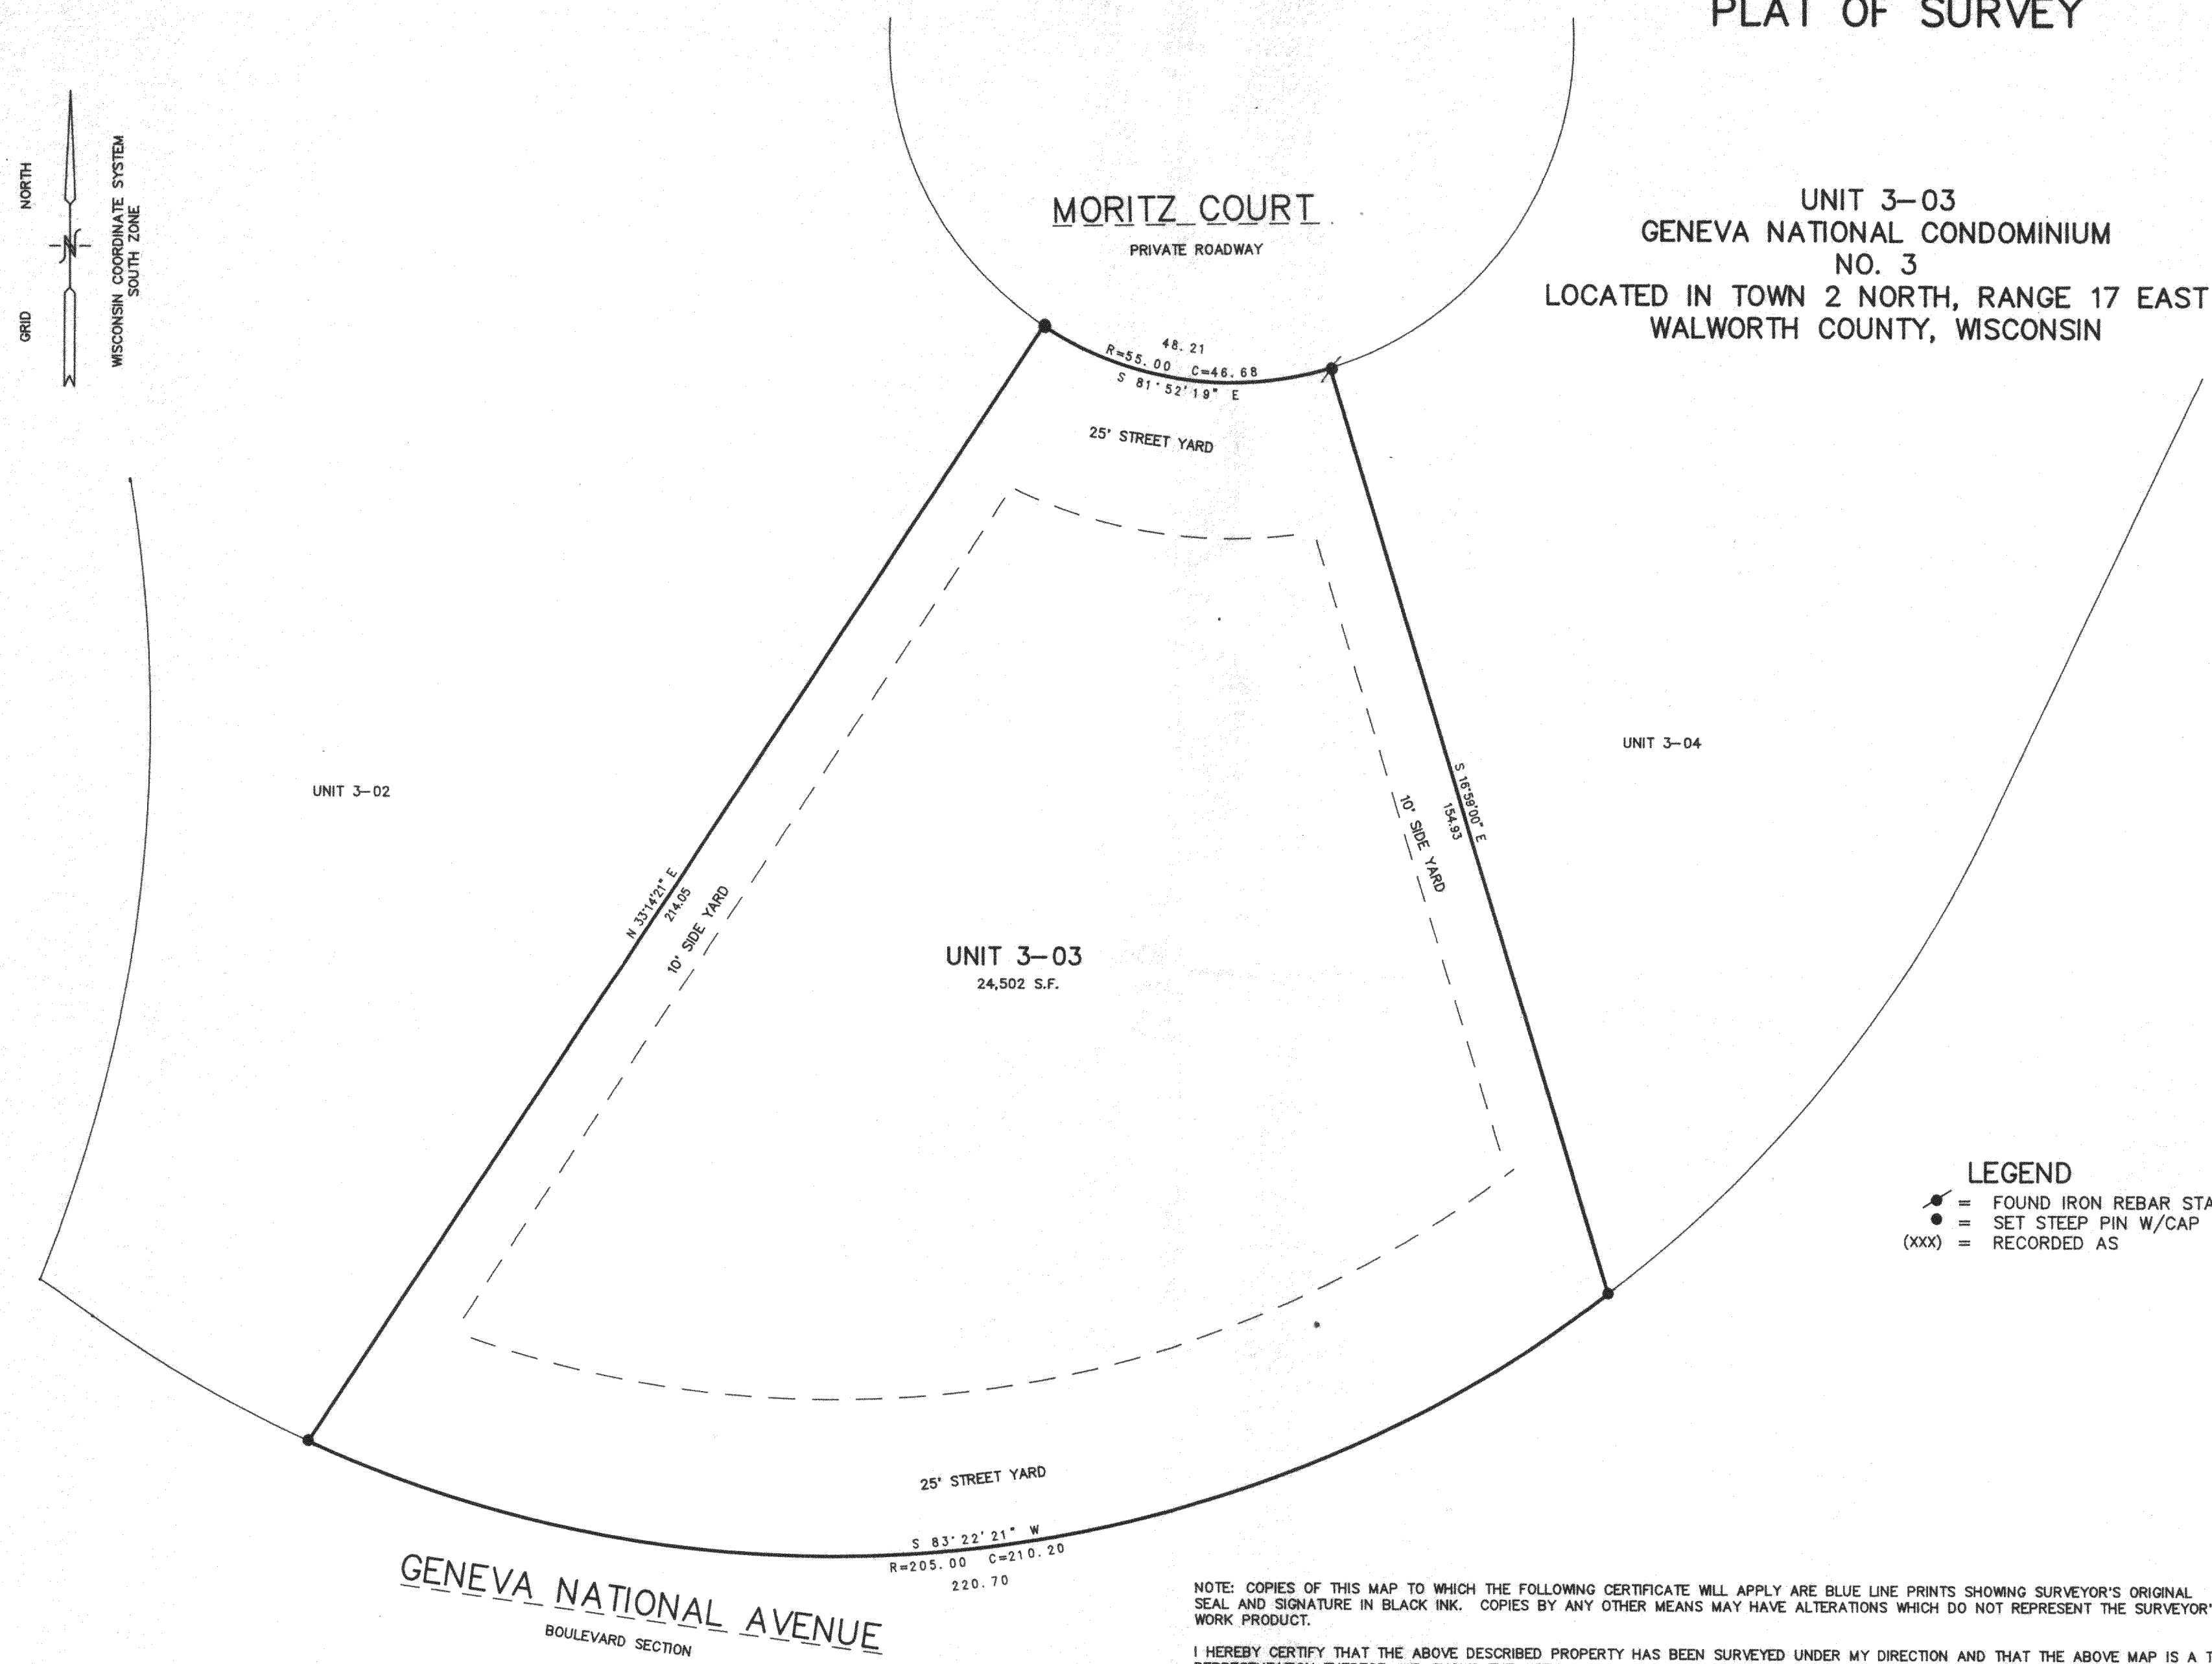 PLAT OF SURVEY
NORTH
GRID
WISCONSIN COORDINATE SYSTEM
SOUTH ZONE
MORITZ COURT
PRIVATE ROADWAY
UNIT 3-03
GENEVA NATIONAL CONDOMINIUM
NO. 3
LOCATED IN TOWN 2 NORTH, RANGE 17 EAST
WALWORTH COUNTY, WISCONSIN
48.21
R=55.00 C=46.68
S 81°52'19" E
25' STREET YARD
UNIT 3-02
UNIT 3-04
N 33°14'21" E
214.05
10' SIDE YARD
S 16°59'00" E
154.93
10' SIDE YARD
UNIT 3-03
24,502 S.F.
LEGEND
= FOUND IRON REBAR STA
= SET STEEP PIN W/CAP
(XXX) = RECORDED AS
25' STREET YARD
S 83°22'21" W
R=205.00 C=210.20
220.70
GENEVA NATIONAL AVENUE
BOULEVARD SECTION
NOTE: COPIES OF THIS MAP TO WHICH THE FOLLOWING CERTIFICATE WILL APPLY ARE BLUE LINE PRINTS SHOWING SURVEYOR'S ORIGINAL
SEAL AND SIGNATURE IN BLACK INK. COPIES BY ANY OTHER MEANS MAY HAVE ALTERATIONS WHICH DO NOT REPRESENT THE SURVEYOR'
WORK PRODUCT.
I HEREBY CERTIFY THAT THE ABOVE DESCRIBED PROPERTY HAS BEEN SURVEYED UNDER MY DIRECTION AND THAT THE ABOVE MAP IS A T